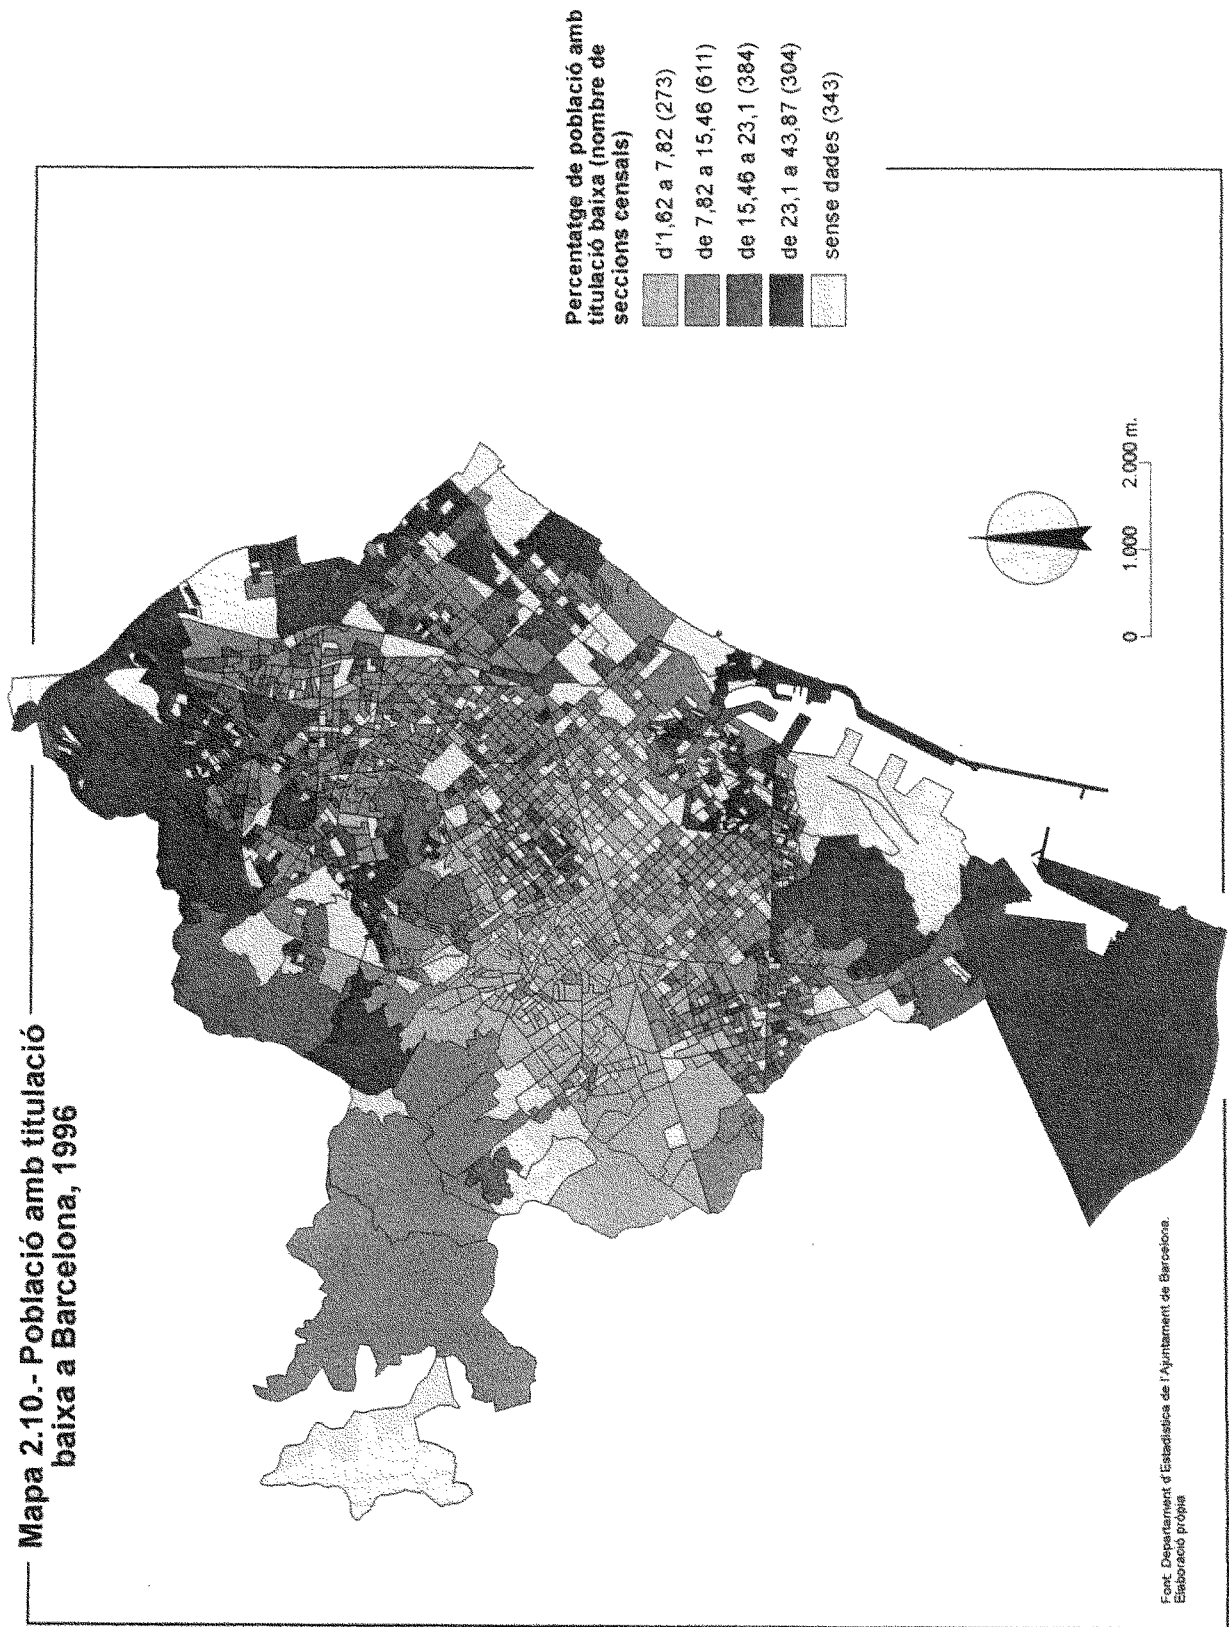 Mapa 2.10.- Població amb titulació
baixa a Barcelona, 1996
Percentatge de població amb
titulació baixa (nombre de
seccions censals)
d'1,62 a 7,82 (273)
de 7,82 a 15,46 (611)
de 15,46 a 23,1 (384)
de 23,1 a 43,87 (304)
sense dades (343)
0 1.000 2.000 m.
Font: Departament d'Estadística de l'Ajuntament de Barcelona.
Elaboració pròpia